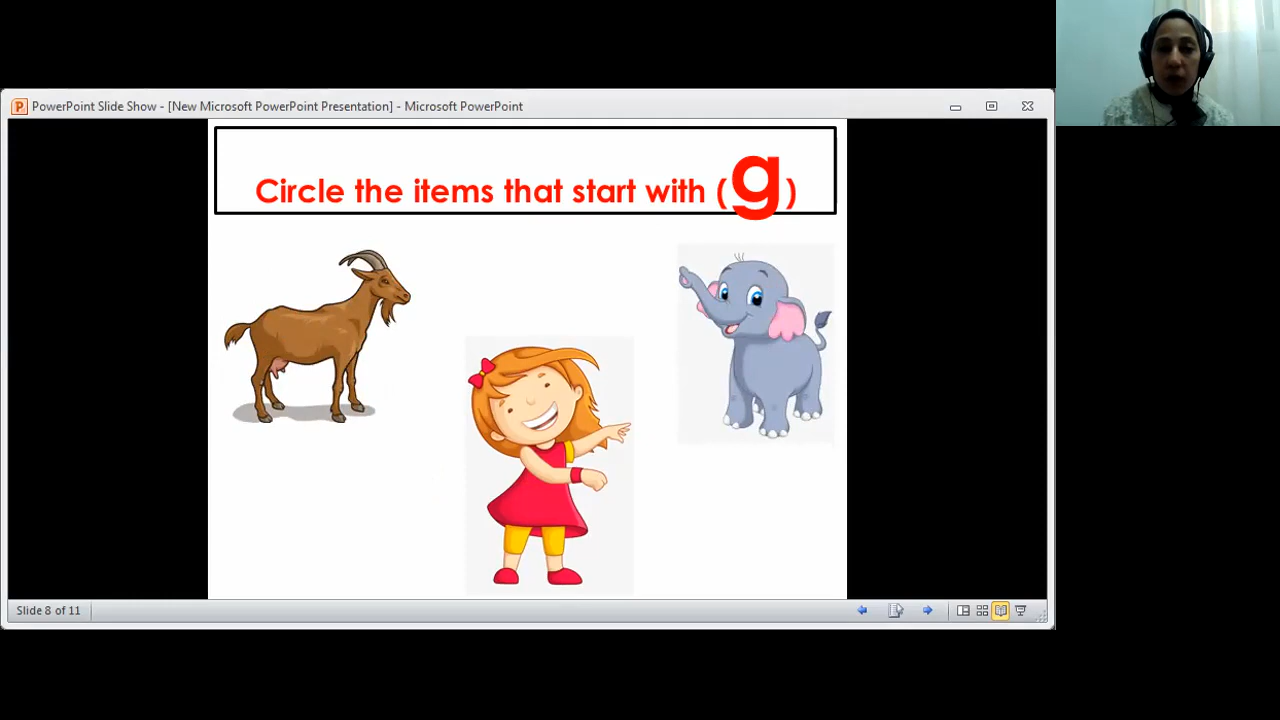 PowerPoint Slide Show - [New Microsoft PowerPoint Presentation] - Microsoft PowerPoint
Circle the items that start with (g)
Slide 8 of 11